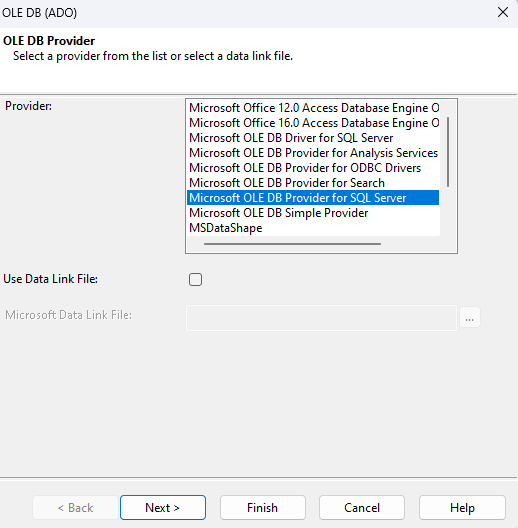 OLE DB (ADO)
OLE DB Provider
Select a provider from the list or select a data link file.
Provider:
Microsoft Office 12.0 Access Database Engine O
Microsoft Office 16.0 Access Database Engine O
Microsoft OLE DB Driver for SQL Server
Microsoft OLE DB Provider for Analysis Services
Microsoft OLE DB Provider for ODBC Drivers
Microsoft OLE DB Provider for Search
Microsoft OLE DB Provider for SQL Server
Microsoft OLE DB Simple Provider
MSDataShape
Use Data Link File:
Microsoft Data Link File:
...
< Back Next > Finish Cancel Help